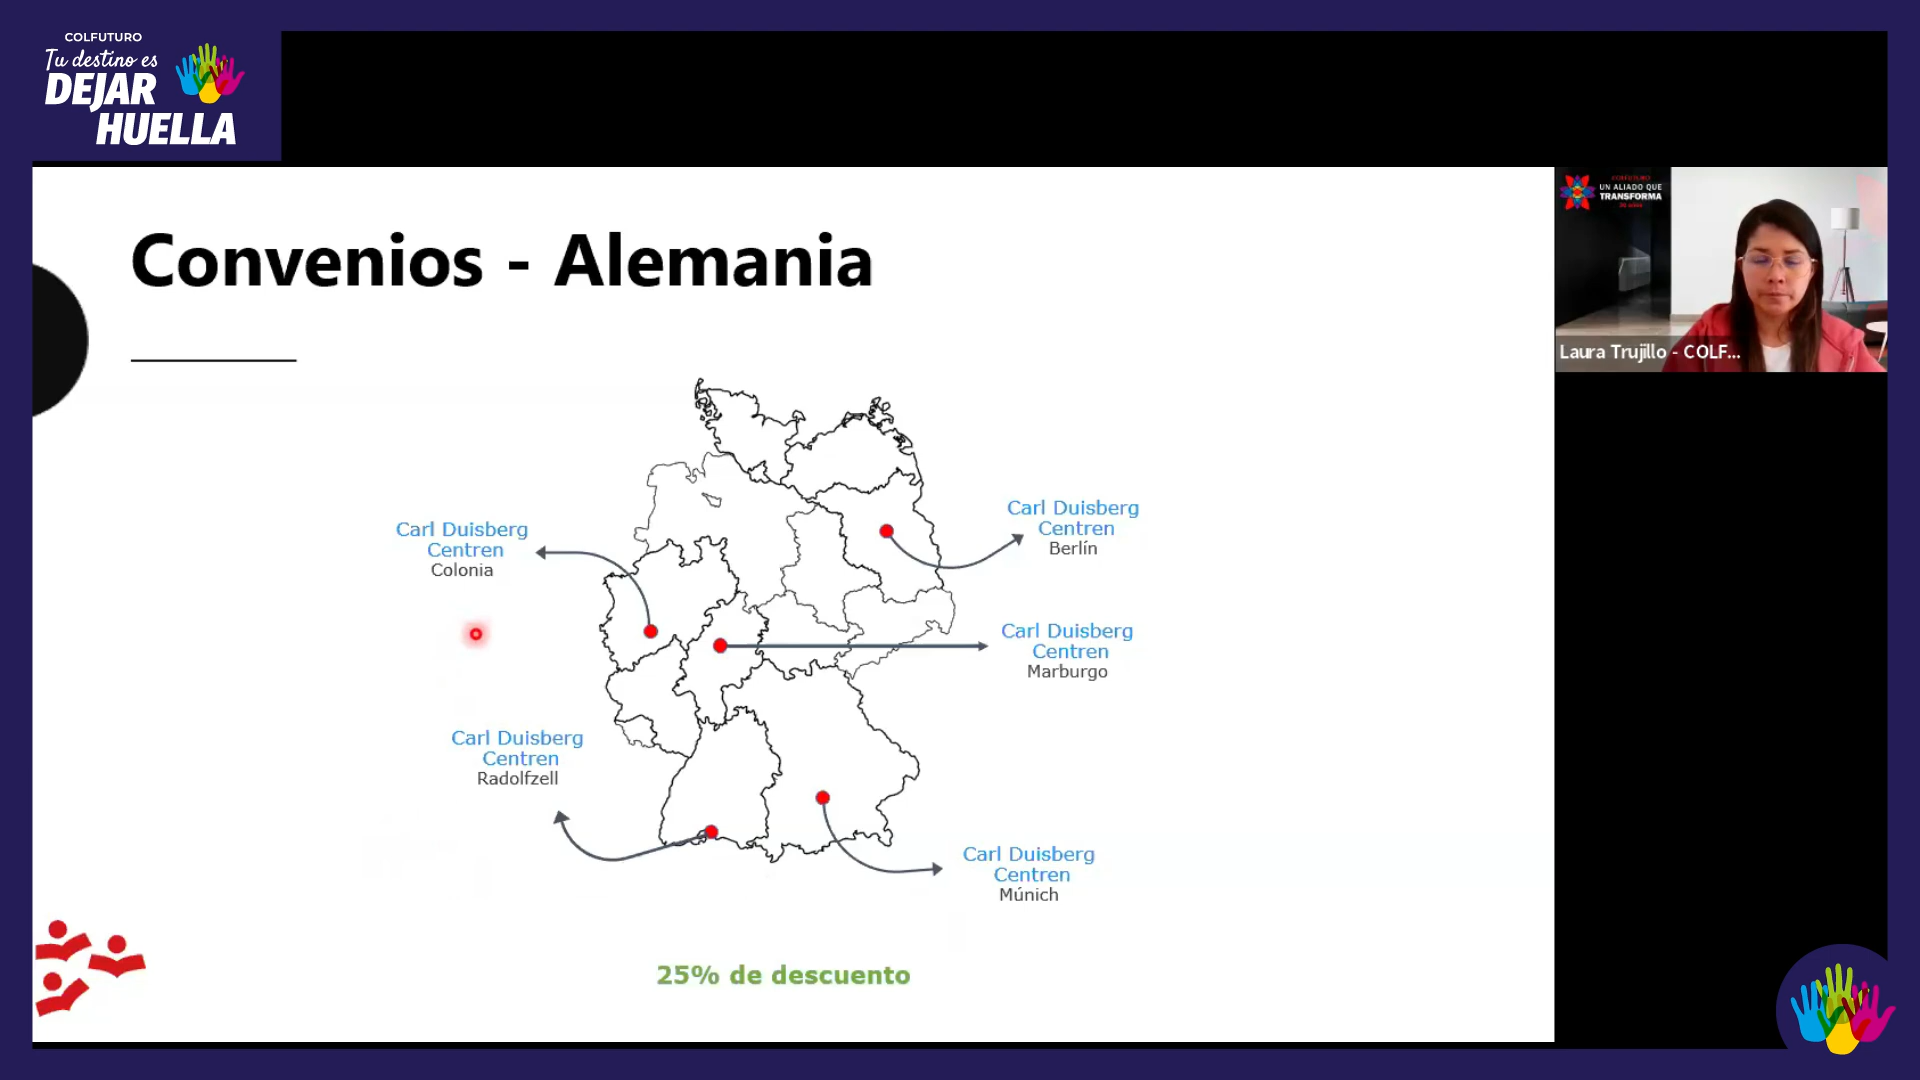 COLFUTURO
Tu destino es
DEJAR
HUELLA
Convenios - Alemania
UN ALIADO QUE
TRANSFORMA
Laura Trujillo - COLF...
Carl Duisberg
Centren
Colonia
Carl Duisberg
Centren
Berlín
Carl Duisberg
Centren
Marburgo
Carl Duisberg
Centren
Radolfzell
Carl Duisberg
Centren
Múnich
25% de descuento